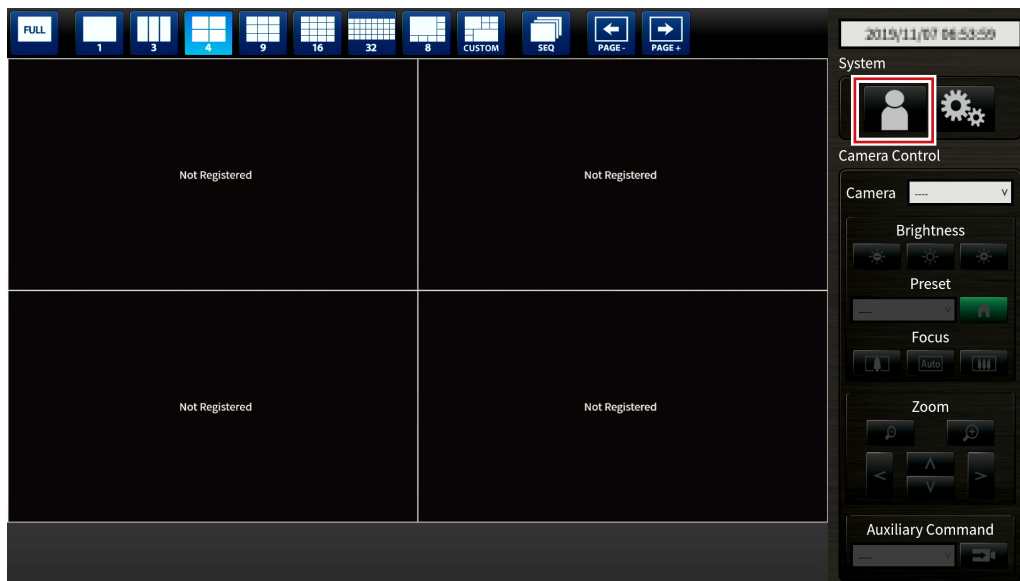 FULL
1
3
4
9
16
32
8
CUSTOM
SEQ
PAGE -
PAGE +
2019/11/07 06:53:59
System
Not Registered
Not Registered
Camera Control
Camera ---- v
Brightness
Preset
---- v
Focus
Auto
Not Registered
Not Registered
Zoom
Auxiliary Command
---- v